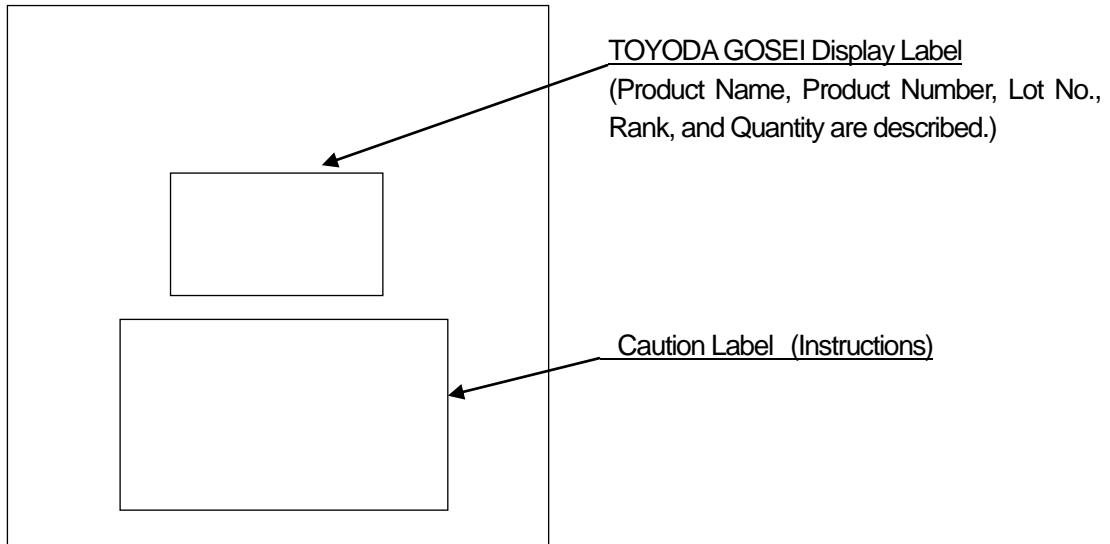 TOYODA GOSEI Display Label
(Product Name, Product Number, Lot No.,
Rank, and Quantity are described.)
Caution Label (Instructions)